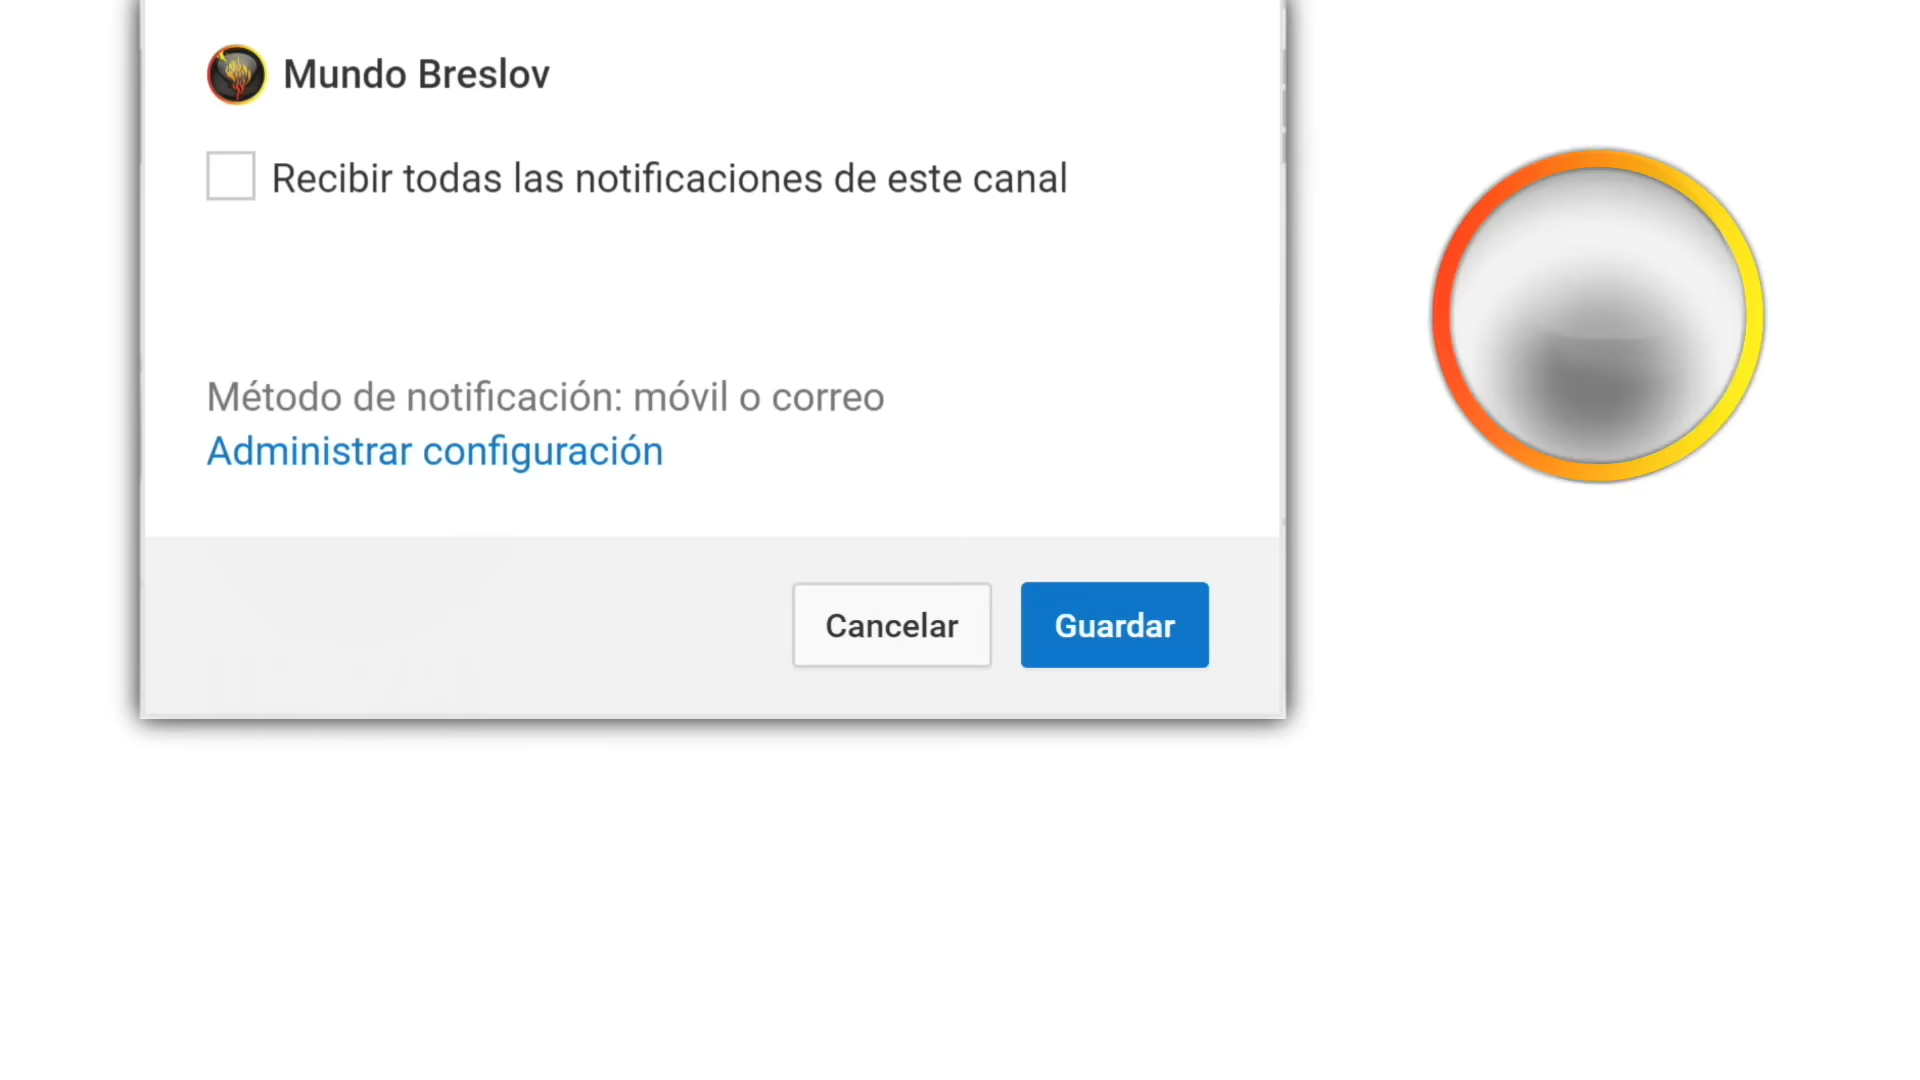 Mundo Breslov
Recibir todas las notificaciones de este canal
Método de notificación: móvil o correo
Administrar configuración
Cancelar Guardar